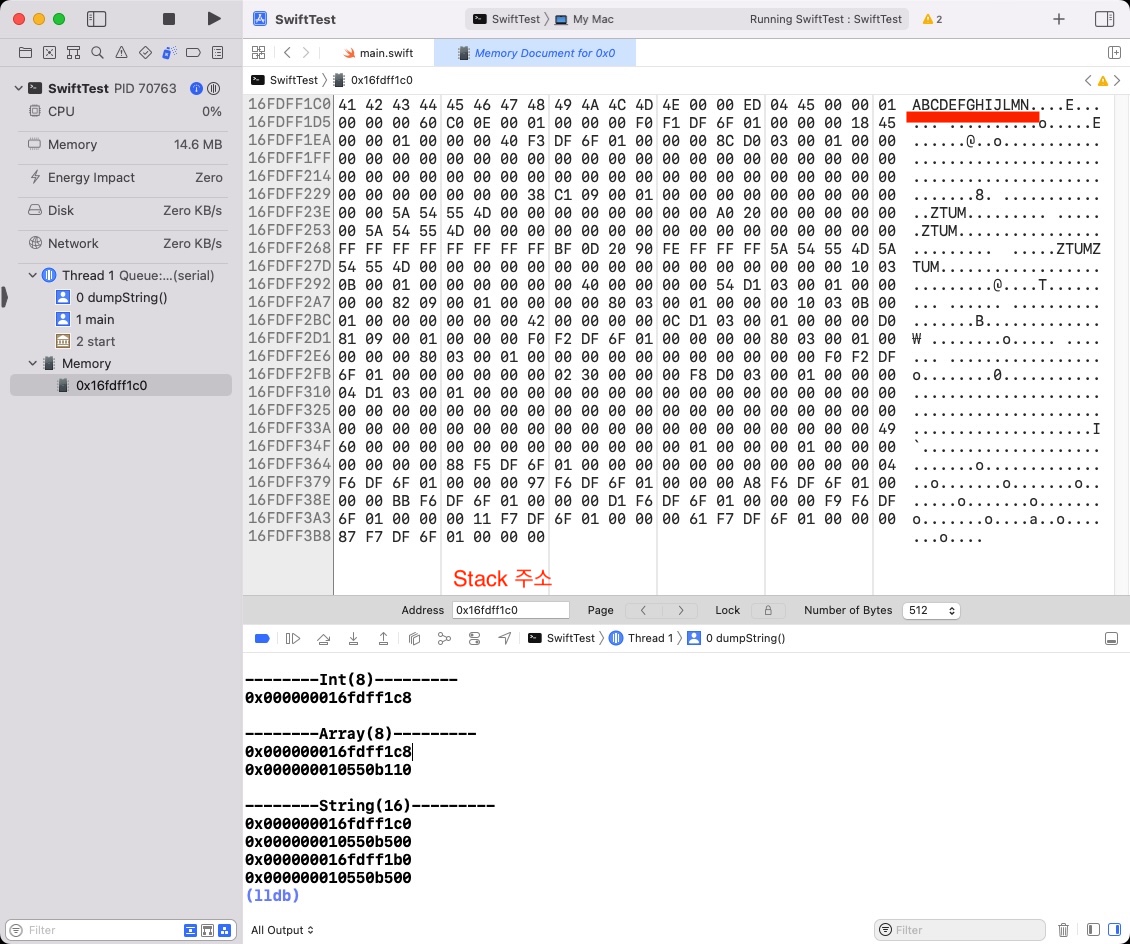 SwiftTest
SwiftTest 〉 My Mac
Running SwiftTest : SwiftTest
2
main.swift
Memory Document for 0x0
SwiftTest PID 70763
CPU 0%
Memory 14.6 MB
Energy Impact Zero
Disk Zero KB/s
Network Zero KB/s
Thread 1 Queue:...(serial)
0 dumpString()
1 main
2 start
Memory
0x16fdff1c0
Filter
SwiftTest 〉 0x16fdff1c0
16FDFF1C0 41 42 43 44 45 46 47 48 49 4A 4C 4D 4E 00 00 ED 04 45 00 00 01 ABCDEFGHIJLMN....E...
16FDFF1D5 00 00 00 60 C0 0E 00 01 00 00 00 F0 F1 DF 6F 01 00 00 00 18 45 ... ..........o.....E
16FDFF1EA 00 00 01 00 00 00 40 F3 DF 6F 01 00 00 00 8C D0 03 00 01 00 00 ......@..o...........
16FDFF1FF 00 00 00 00 00 00 00 00 00 00 00 00 00 00 00 00 00 00 00 00 00 .....................
16FDFF214 00 00 00 00 00 00 00 00 00 00 00 00 00 00 00 00 00 00 00 00 00 .....................
16FDFF229 00 00 00 00 00 00 00 38 C1 09 00 01 00 00 00 00 00 00 00 00 00 .......8. ...........
16FDFF23E 00 00 5A 54 55 4D 00 00 00 00 00 00 00 00 A0 20 00 00 00 00 00 ..ZTUM........ ......
16FDFF253 00 5A 54 55 4D 00 00 00 00 00 00 00 00 00 00 00 00 00 00 00 00 .ZTUM................
16FDFF268 FF FF FF FF FF FF FF FF BF 0D 20 90 FE FF FF FF 5A 54 55 4D 5A ........ . .....ZTUMZ
16FDFF27D 54 55 4D 00 00 00 00 00 00 00 00 00 00 00 00 00 00 00 00 10 03 TUM..................
16FDFF292 0B 00 01 00 00 00 00 00 00 40 00 00 00 00 54 D1 03 00 01 00 00 .........@....T......
16FDFF2A7 00 00 82 09 00 01 00 00 00 00 80 03 00 01 00 00 00 10 03 0B 00 ... .................
16FDFF2BC 01 00 00 00 00 00 00 42 00 00 00 00 0C D1 03 00 01 00 00 00 D0 .......B.............
16FDFF2D1 81 09 00 01 00 00 00 F0 F2 DF 6F 01 00 00 00 00 80 03 00 01 00 ₩ ........o..........
16FDFF2E6 00 00 00 80 03 00 01 00 00 00 00 00 00 00 00 00 00 00 F0 F2 DF .....................
16FDFF2FB 6F 01 00 00 00 00 00 00 02 30 00 00 00 F8 D0 03 00 01 00 00 00 o........0...........
16FDFF310 04 D1 03 00 01 00 00 00 00 00 00 00 00 00 00 00 00 00 00 00 00 .....................
16FDFF325 00 00 00 00 00 00 00 00 00 00 00 00 00 00 00 00 00 00 00 00 00 .....................
16FDFF33A 00 00 00 00 00 00 00 00 00 00 00 00 00 00 00 00 00 00 00 00 49 ....................I
16FDFF34F 60 00 00 00 00 00 00 00 00 00 00 00 00 01 00 00 00 01 00 00 00 `....................
16FDFF364 00 00 00 00 88 F5 DF 6F 01 00 00 00 00 00 00 00 00 00 00 00 04 .......o.............
16FDFF379 F6 DF 6F 01 00 00 00 97 F6 DF 6F 01 00 00 00 A8 F6 DF 6F 01 00 ..o.......o.......o..
16FDFF38E 00 00 BB F6 DF 6F 01 00 00 00 D1 F6 DF 6F 01 00 00 00 F9 F6 DF .....o.......o.......
16FDFF3A3 6F 01 00 00 00 11 F7 DF 6F 01 00 00 00 61 F7 DF 6F 01 00 00 00 o.......o....a..o....
16FDFF3B8 87 F7 DF 6F 01 00 00 00 ...o....
Stack 주소
Address 0x16fdff1c0 Page Lock Number of Bytes 512
SwiftTest 〉 Thread 1 〉 0 dumpString()
--------Int(8)---------
0x000000016fdff1c8
--------Array(8)---------
0x000000016fdff1c8
0x000000010550b110
--------String(16)---------
0x000000016fdff1c0
0x000000010550b500
0x000000016fdff1b0
0x000000010550b500
(lldb)
All Output
Filter